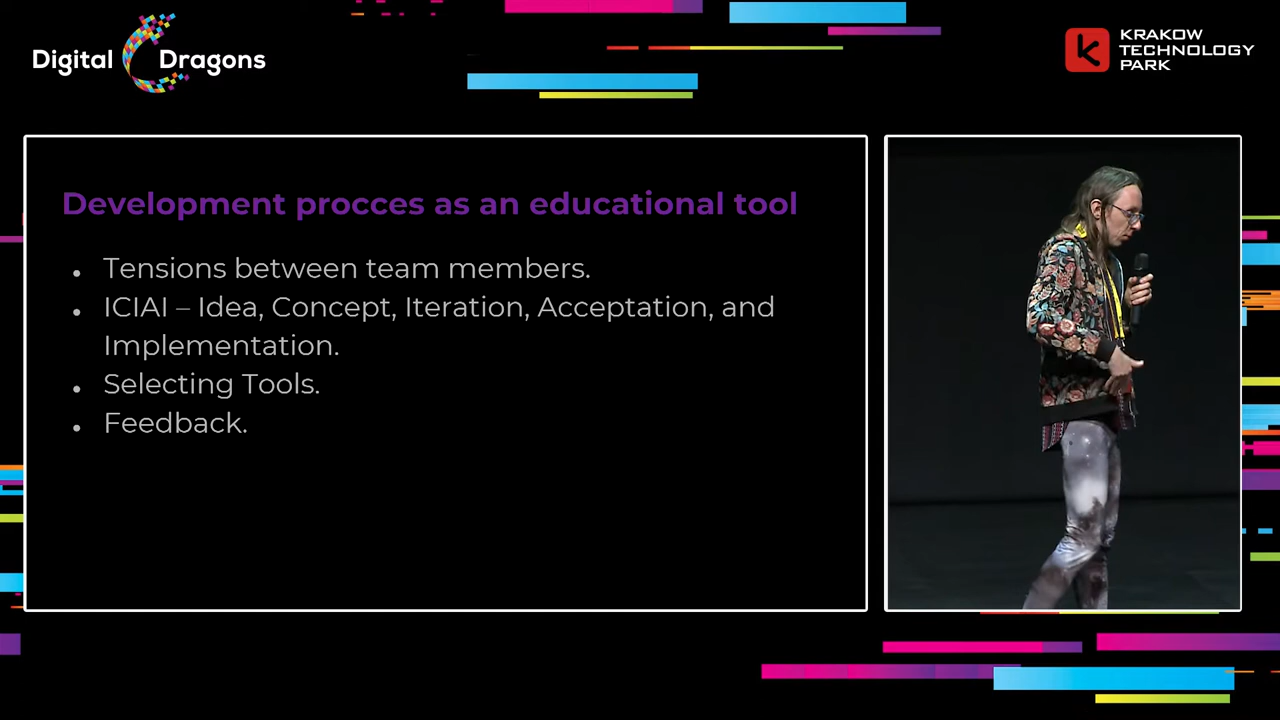 Digital Dragons
KRAKOW
TECHNOLOGY
PARK
Development procces as an educational tool
• Tensions between team members.
• ICIAI – Idea, Concept, Iteration, Acceptation, and
Implementation.
• Selecting Tools.
• Feedback.